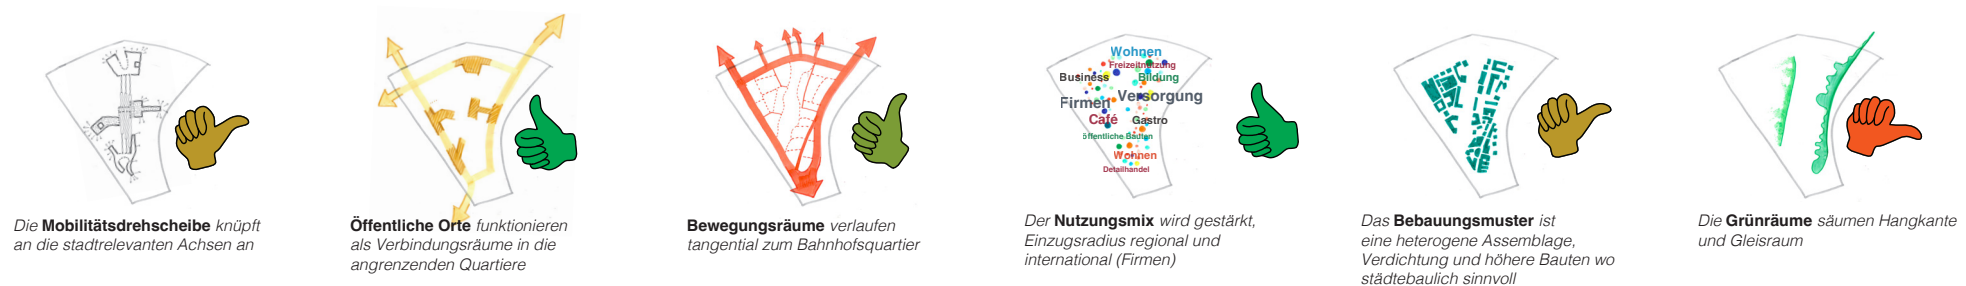 Die Mobilitätsdrehscheibe knüpft
an die stadtrelevanten Achsen an
Öffentliche Orte funktionieren
als Verbindungsräume in die
angrenzenden Quartiere
Bewegungsräume verlaufen
tangential zum Bahnhofsquartier
Wohnen
Freizeitnutzung
Business
Bildung
Versorgung
Firmen
Café
Gastro
öffentliche Bauten
Wohnen
Detailhandel
Der Nutzungsmix wird gestärkt,
Einzugsradius regional und
international (Firmen)
Das Bebauungsmuster ist
eine heterogene Assemblage,
Verdichtung und höhere Bauten wo
städtebaulich sinnvoll
Die Grünräume säumen Hangkante
und Gleisraum